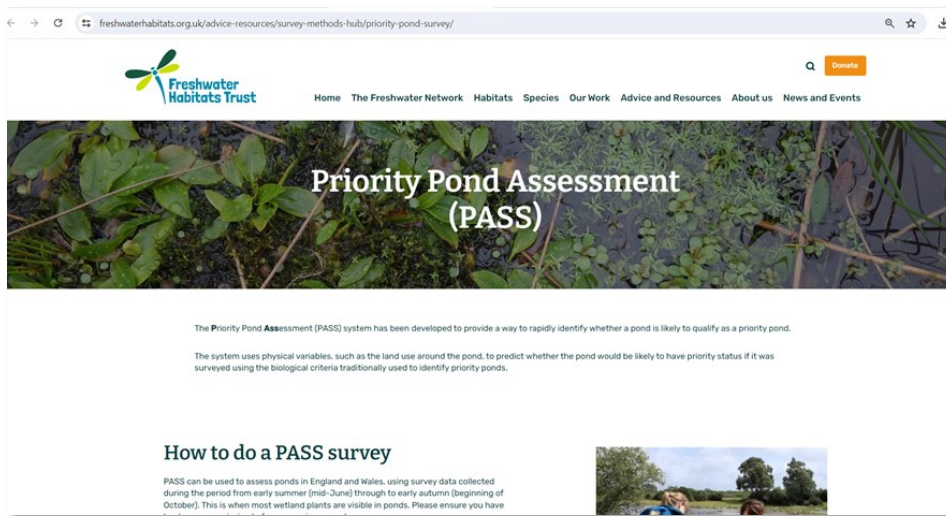 freshwaterhabitats.org.uk/advice-resources/survey-methods-hub/priority-pond-survey/
Freshwater
Habitats Trust
Donate
Home The Freshwater Network Habitats Species Our Work Advice and Resources About us News and Events
Priority Pond Assessment
(PASS)
The Priority Pond Assessment (PASS) system has been developed to provide a way to rapidly identify whether a pond is likely to qualify as a priority pond.
The system uses physical variables, such as the land use around the pond, to predict whether the pond would be likely to have priority status if it was
surveyed using the biological criteria traditionally used to identify priority ponds.
How to do a PASS survey
PASS can be used to assess ponds in England and Wales, using survey data collected
during the period from early summer (mid-June) through to early autumn (beginning of
October). This is when most wetland plants are visible in ponds. Please ensure you have